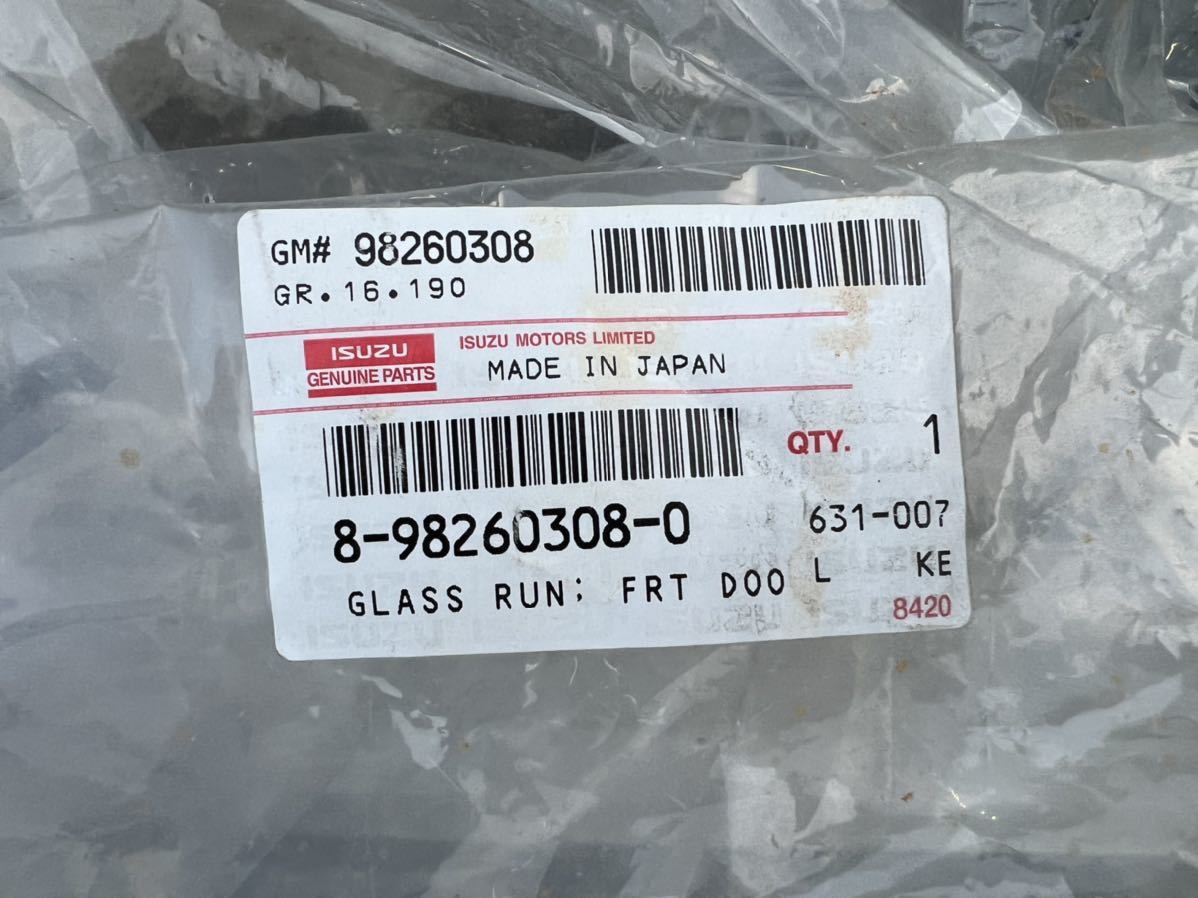 GM# 98260308
GR.16.190
ISUZU
GENUINE PARTS
ISUZU MOTORS LIMITED
MADE IN JAPAN
QTY. 1
8-98260308-0 631-007
GLASS RUN; FRT DOO L KE
8420